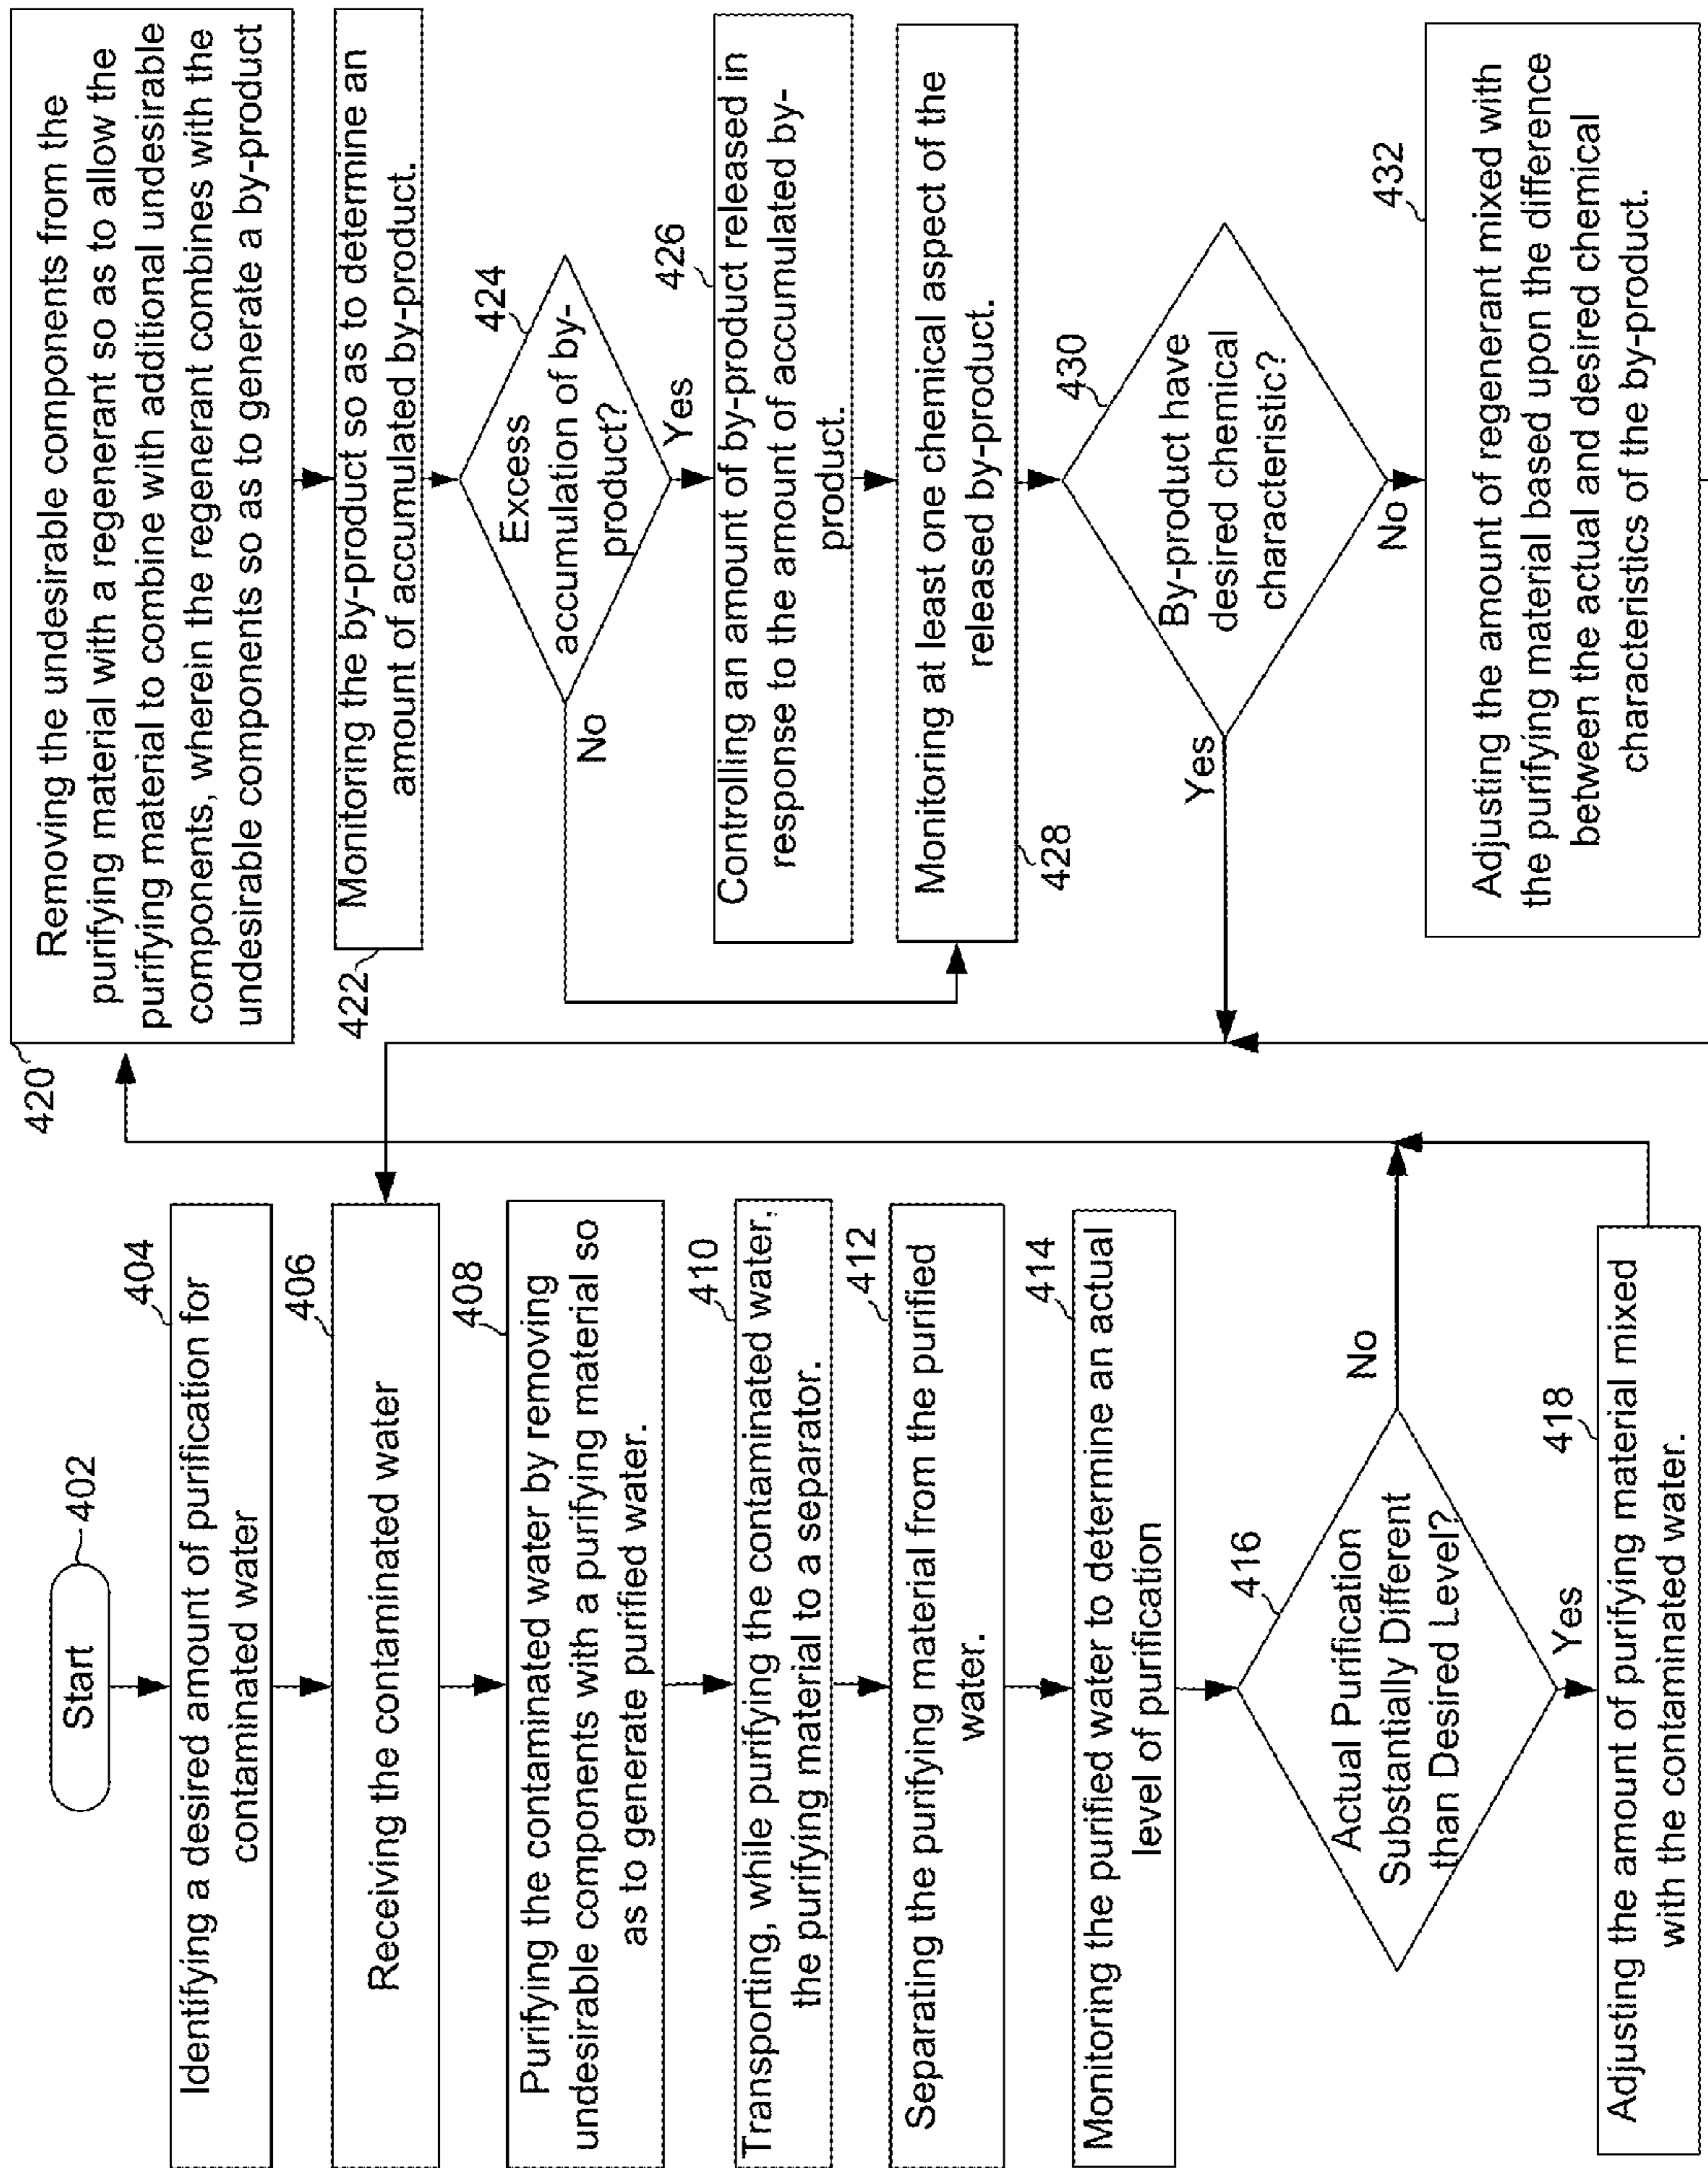 Start
402
404
Identifying a desired amount of purification for
contaminated water
406
Receiving the contaminated water
408
Purifying the contaminated water by removing
undesirable components with a purifying material so
as to generate purified water.
410
Transporting, while purifying the contaminated water,
the purifying material to a separator.
412
Separating the purifying material from the purified
water.
414
Monitoring the purified water to determine an actual
level of purification
416
Actual Purification
Substantially Different
than Desired Level?
No
Yes
418
Adjusting the amount of purifying material mixed
with the contaminated water.
420
Removing the undesirable components from the
purifying material with a regenerant so as to allow the
purifying material to combine with additional undesirable
components, wherein the regenerant combines with the
undesirable components so as to generate a by-product
422
Monitoring the by-product so as to determine an
amount of accumulated by-product.
424
Excess
accumulation of by-
product?
No
Yes
426
Controlling an amount of by-product released in
response to the amount of accumulated by-
product.
428
Monitoring at least one chemical aspect of the
released by-product.
430
By-product have
desired chemical
characteristic?
Yes
No
432
Adjusting the amount of regenerant mixed with
the purifying material based upon the difference
between the actual and desired chemical
characteristics of the by-product.